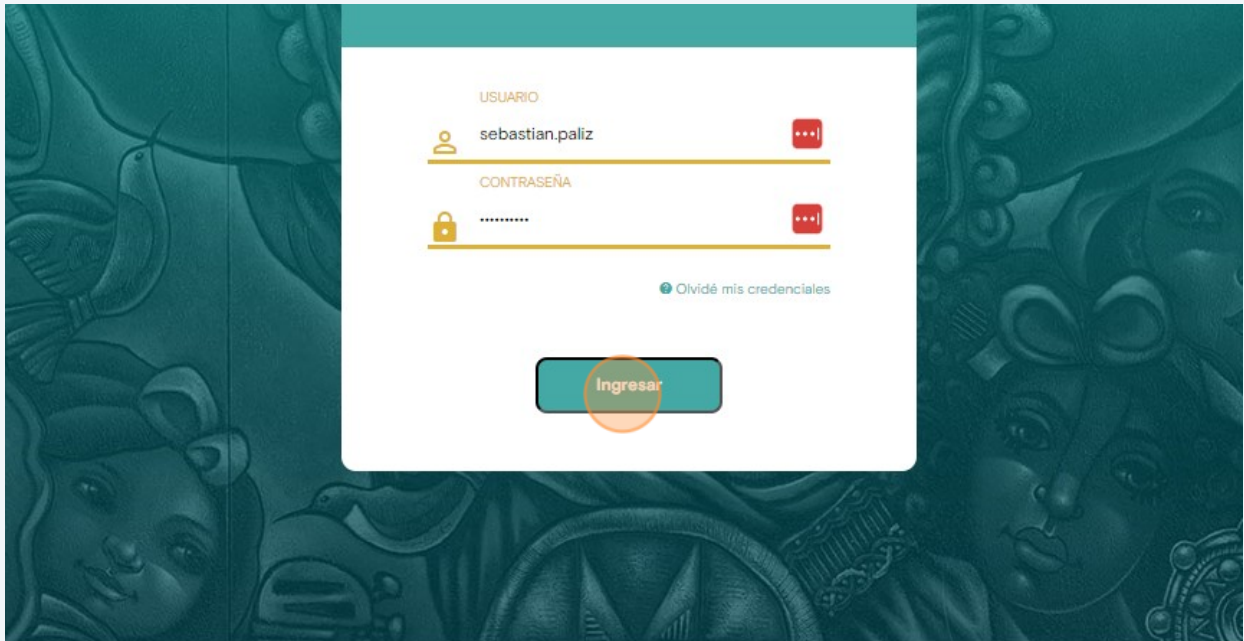 USUARIO
sebastian.paliz
CONTRASEÑA
••••••••••
Olvidé mis credenciales
Ingresar